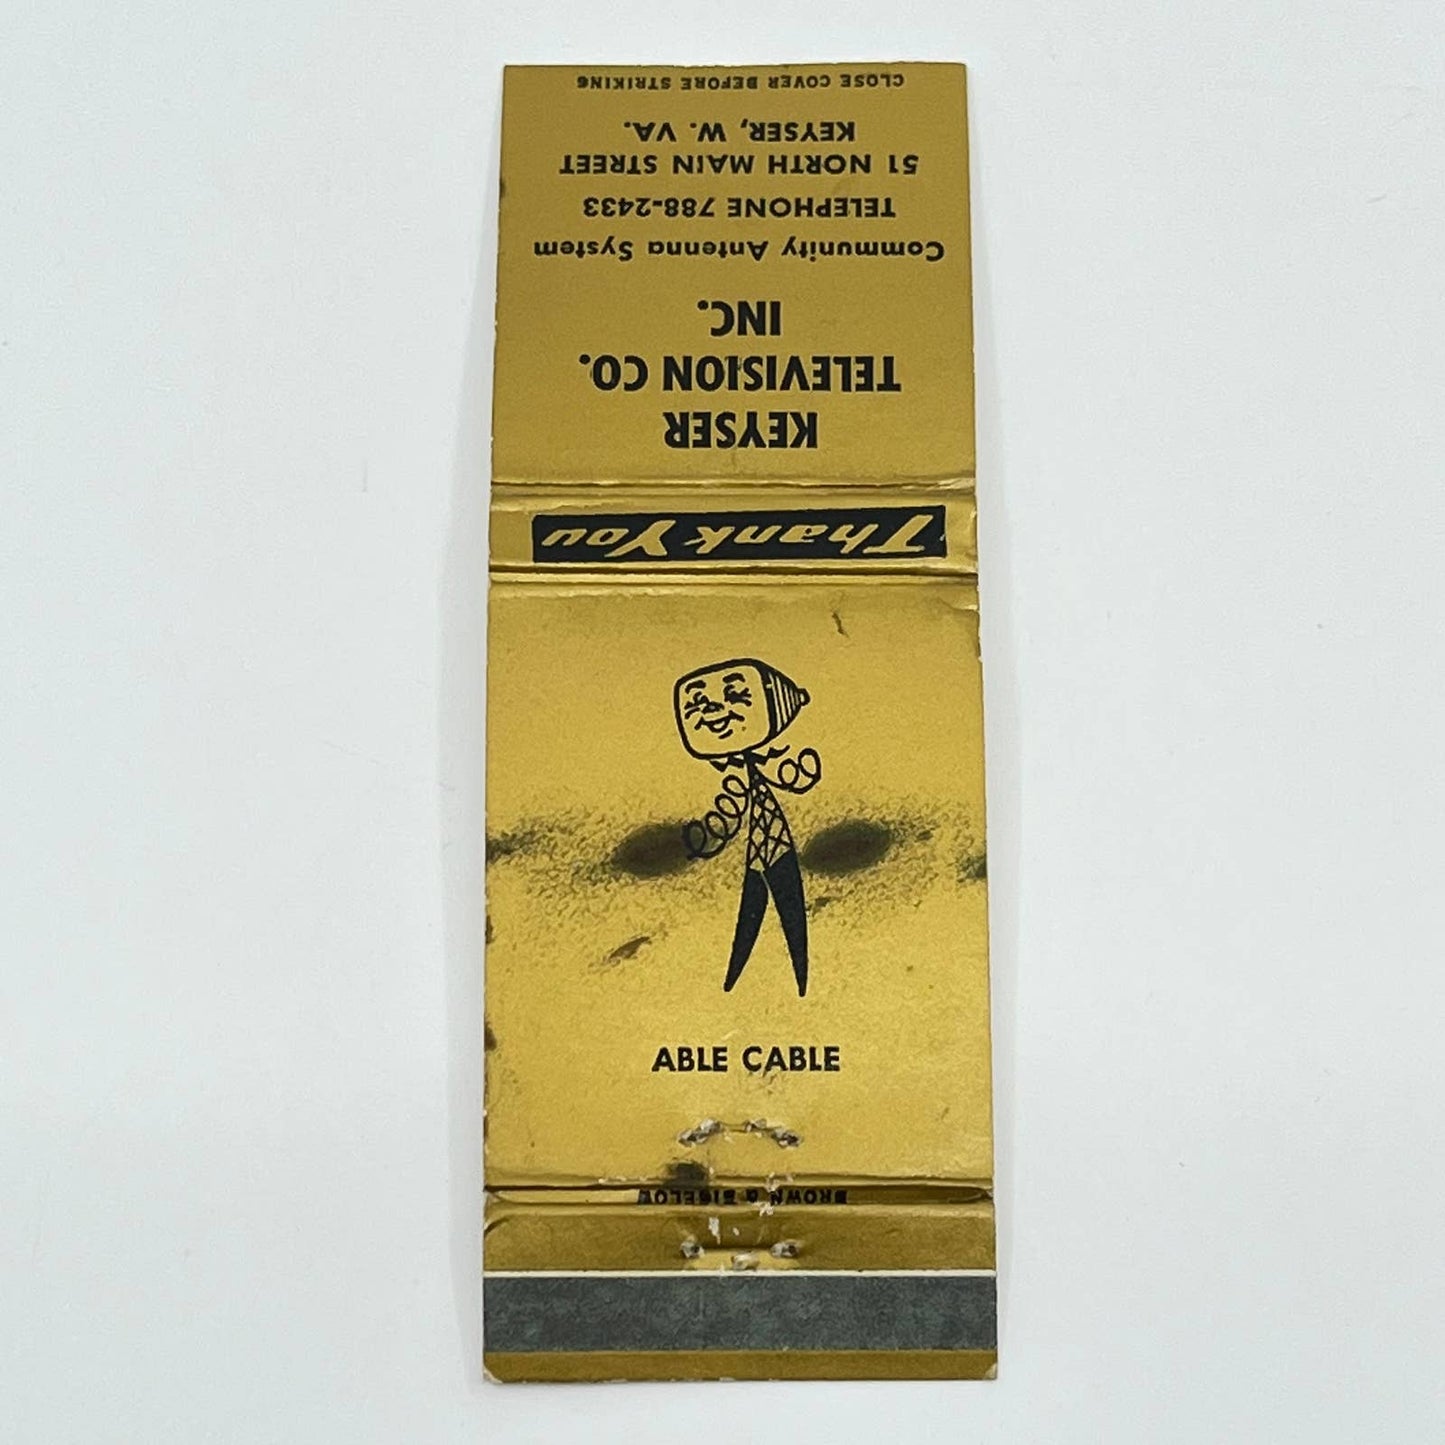 KEYSER
TELEVISION CO.
INC.
Community Antenna System
TELEPHONE 788-2433
51 NORTH MAIN STREET
KEYSER, W. VA.
CLOSE COVER BEFORE STRIKING
Thank You
ABLE CABLE
BROWN & BIGELOW